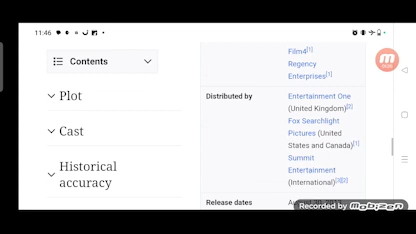 11:46
Contents
Plot
Cast
Historical
accuracy
Film4[1]
Regency
Enterprises[1]
Distributed by
Entertainment One
(United Kingdom)[2]
Fox Searchlight
Pictures (United
States and Canada)[1]
Summit
Entertainment
(International)[3][2]
Release dates
Recorded by MOBIZEN